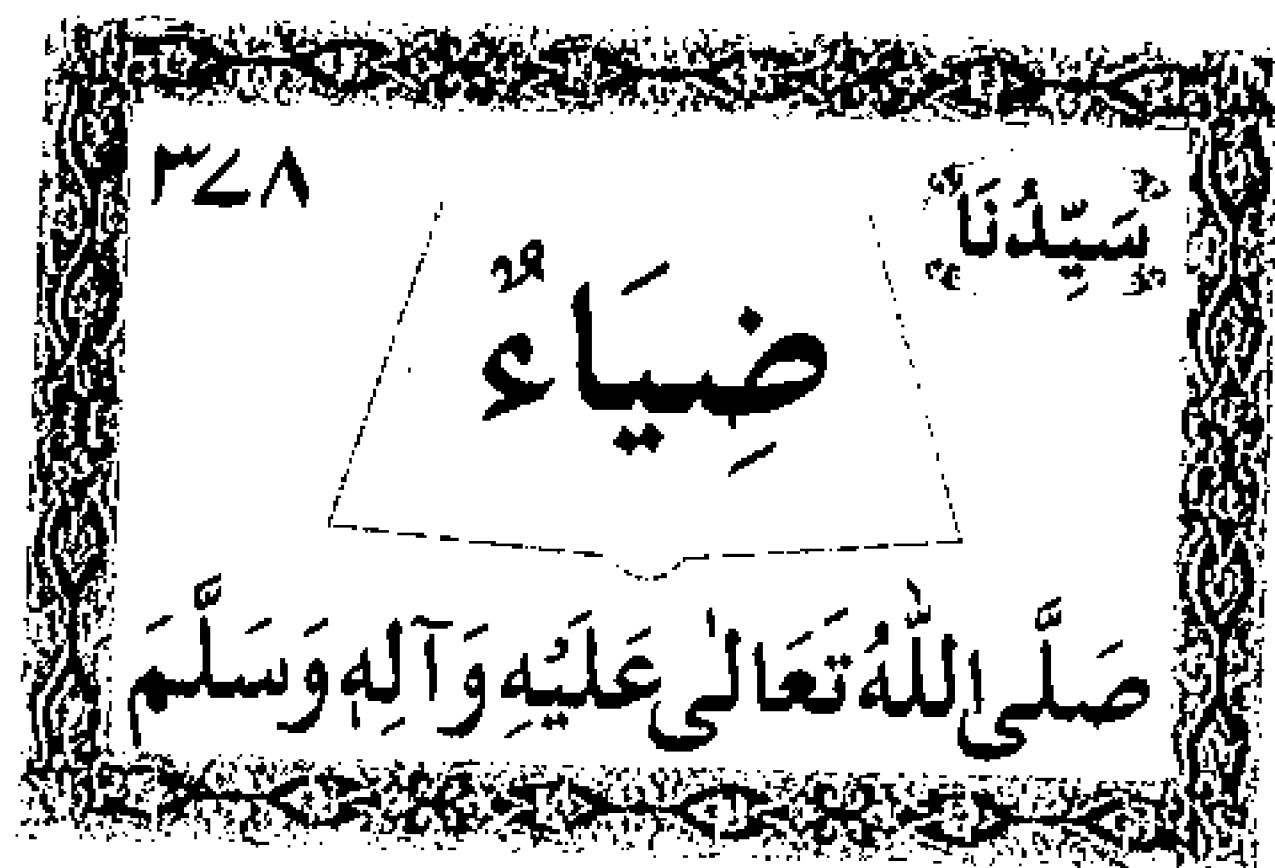 سَيِّدُنَا ۳۷۸
ضِيَاءٌ
صَلَّی اللّٰهُ تَعَالٰی عَلَيْهِ وَآلِهٖ وَسَلَّمَ